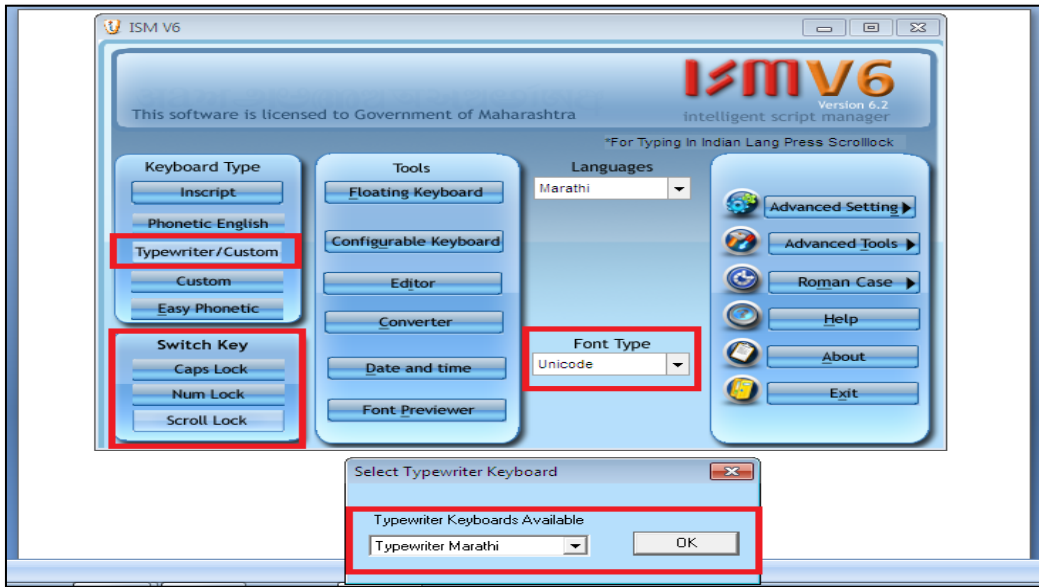 ISM V6
ISMV6
Version 6.2
This software is licensed to Government of Maharashtra
intelligent script manager
*For Typing In Indian Lang Press Scrolllock
Keyboard Type
Inscript
Phonetic English
Typewriter/Custom
Custom
Easy Phonetic
Switch Key
Caps Lock
Num Lock
Scroll Lock
Tools
Floating Keyboard
Configurable Keyboard
Editor
Converter
Date and time
Font Previewer
Languages
Marathi
Font Type
Unicode
Advanced Setting
Advanced Tools
Roman Case
Help
About
Exit
Select Typewriter Keyboard
Typewriter Keyboards Available
Typewriter Marathi
OK